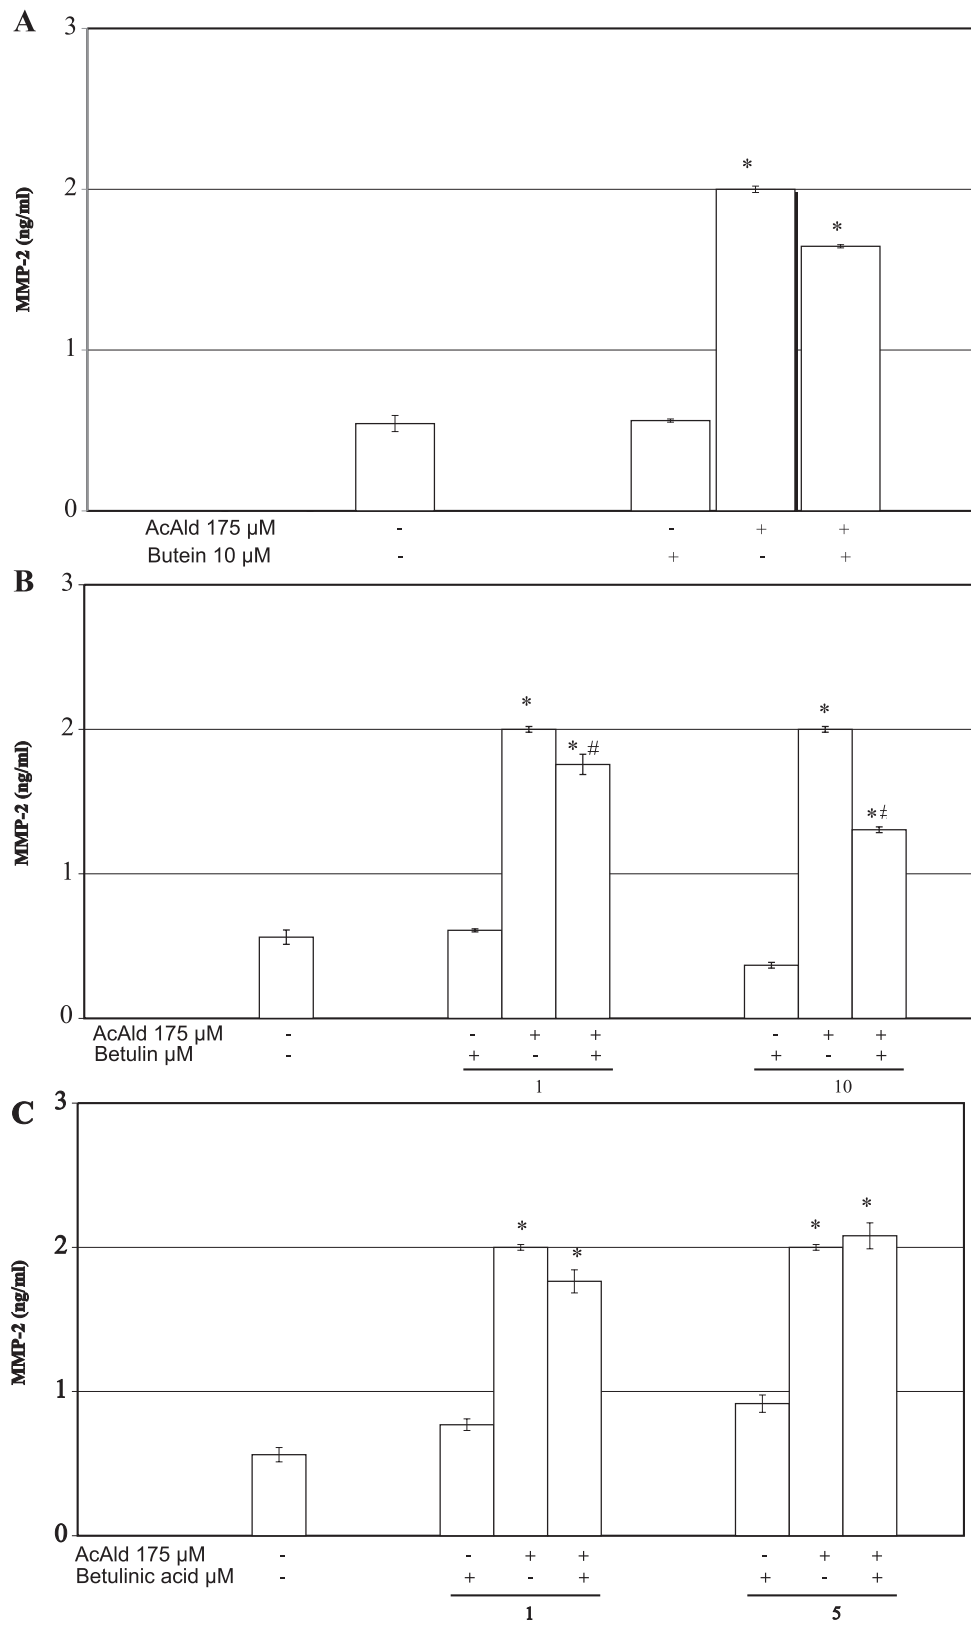 A
3
MMP-2 (ng/ml)
2
*
*
1
0
AcAld 175 µM - - + +
Butein 10 µM - + - +
B
3
MMP-2 (ng/ml)
2
* *
* # *#
1
0
AcAld 175 µM - - + + - + +
Betulin µM - + - + + - +
1 10
C
3
MMP-2 (ng/ml)
2
* * * *
1
0
AcAld 175 µM - - + + - + +
Betulinic acid µM - + - + + - +
1 5